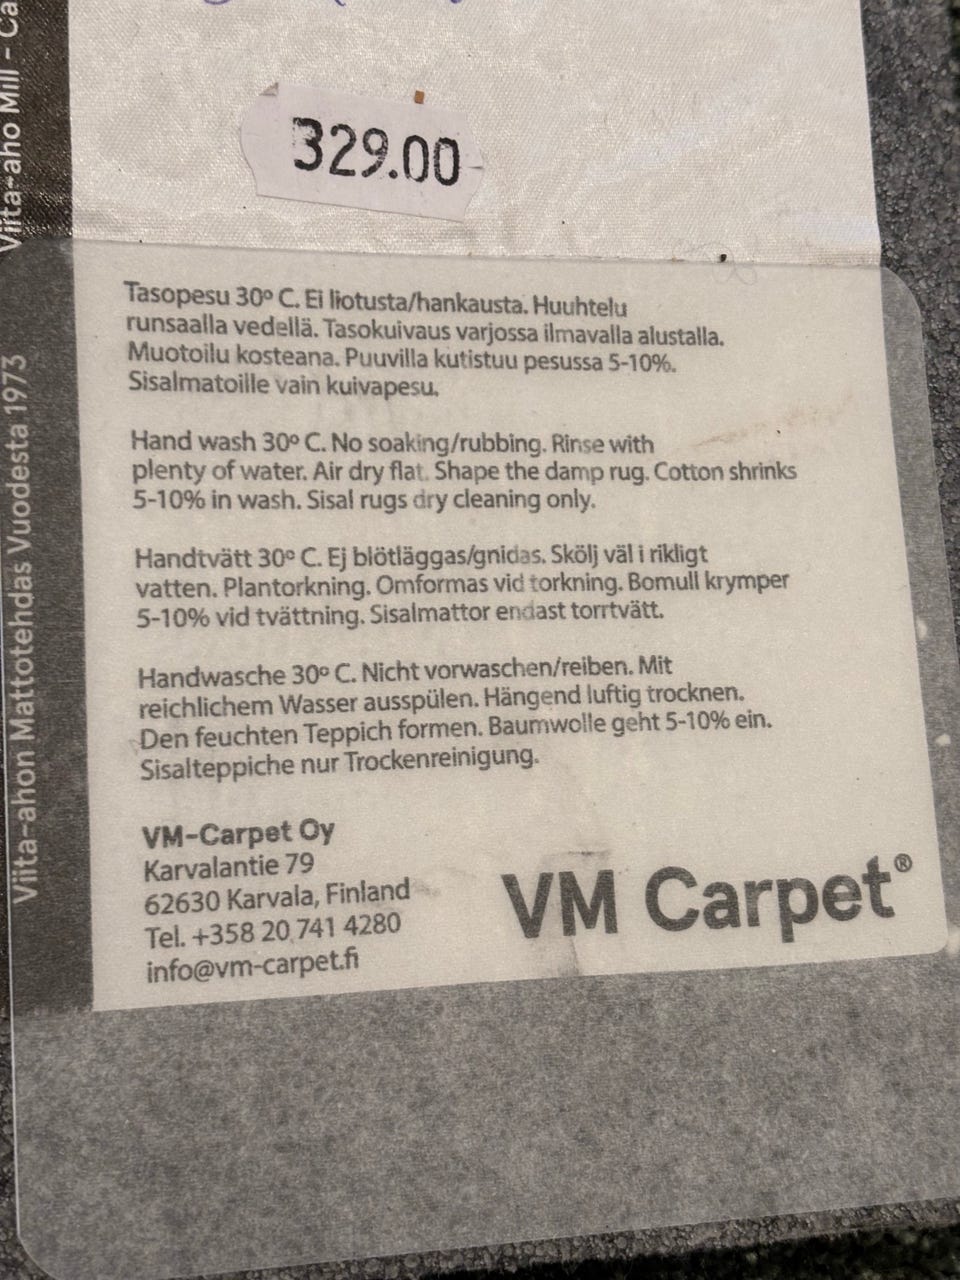 329.00
Tasopesu 30º C. Ei liotusta/hankausta. Huuhtelu
runsaalla vedellä. Tasokuivaus varjossa ilmavalla alustalla.
Muotoilu kosteana. Puuvilla kutistuu pesussa 5-10%.
Sisalmatoille vain kuivapesu.
Hand wash 30º C. No soaking/rubbing. Rinse with
plenty of water. Air dry flat. Shape the damp rug. Cotton shrinks
5-10% in wash. Sisal rugs dry cleaning only.
Handtvätt 30º C. Ej blötläggas/gnidas. Skölj väl i rikligt
vatten. Plantorkning. Omformas vid torkning. Bomull krymper
5-10% vid tvättning. Sisalmattor endast torrtvätt.
Handwasche 30º C. Nicht vorwaschen/reiben. Mit
reichlichem Wasser ausspülen. Hängend luftig trocknen.
Den feuchten Teppich formen. Baumwolle geht 5-10% ein.
Sisalteppiche nur Trockenreinigung.
VM-Carpet Oy
Karvalantie 79
62630 Karvala, Finland
Tel. +358 20 741 4280
info@vm-carpet.fi
VM Carpet®
Viita-ahon Mattotehdas Vuodesta 1973
Viita-aho Mill -